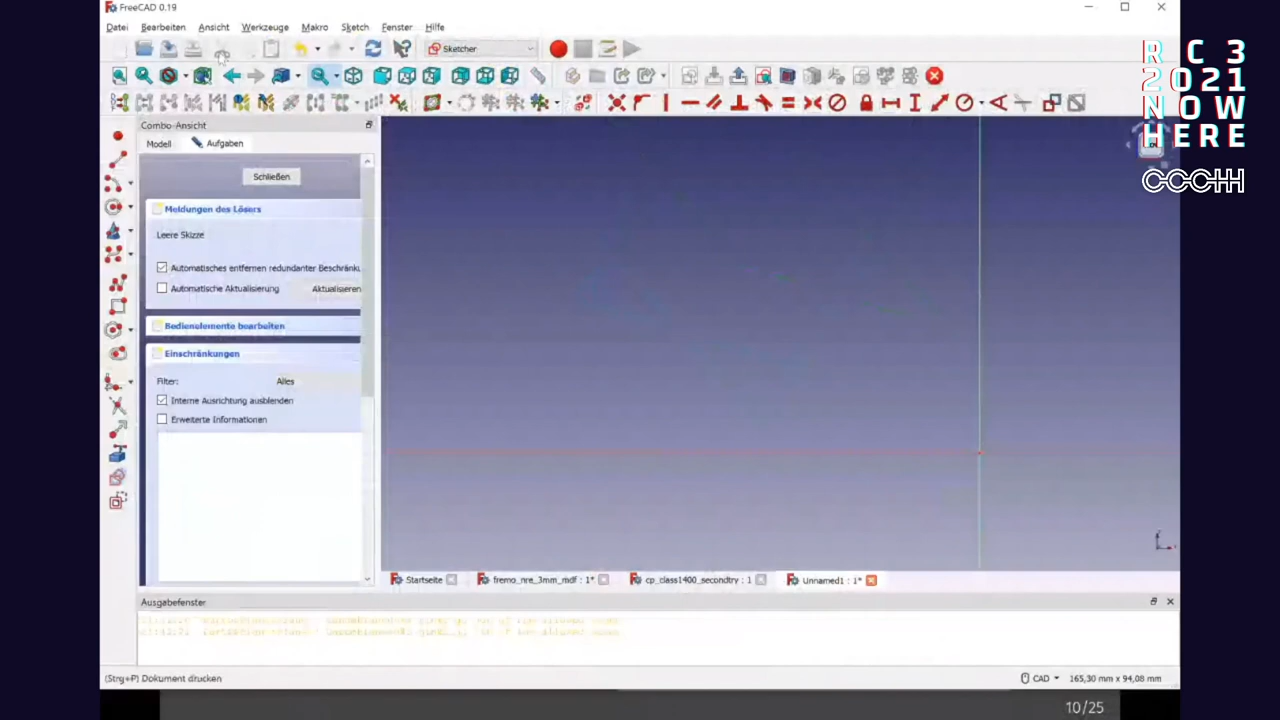 FreeCAD 0.19
Datei Bearbeiten Ansicht Werkzeuge Makro Sketch Fenster Hilfe
Sketcher
Combo-Ansicht
Modell Aufgaben
Schließen
Meldungen des Lösers
Leere Skizze
Automatisches entfernen redundanter Beschränku
Automatische Aktualisierung Aktualisieren
Bedienelemente bearbeiten
Einschränkungen
Filter: Alles
Interne Ausrichtung ausblenden
Erweiterte Informationen
Startseite fremo_nre_3mm_mdf : 1* cp_class1400_secondtry : 1 Unnamed1 : 1*
Ausgabefenster
(Strg+P) Dokument drucken CAD 165,30 mm x 94,08 mm
10/25
R C 3
2021
NOW
HERE
CCCHH